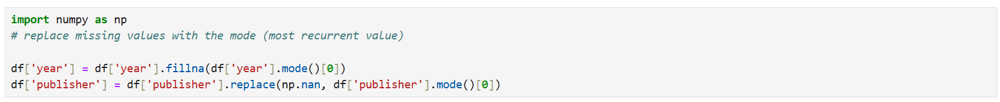 import numpy as np
# replace missing values with the mode (most recurrent value)
df['year'] = df['year'].fillna(df['year'].mode()[0])
df['publisher'] = df['publisher'].replace(np.nan, df['publisher'].mode()[0])